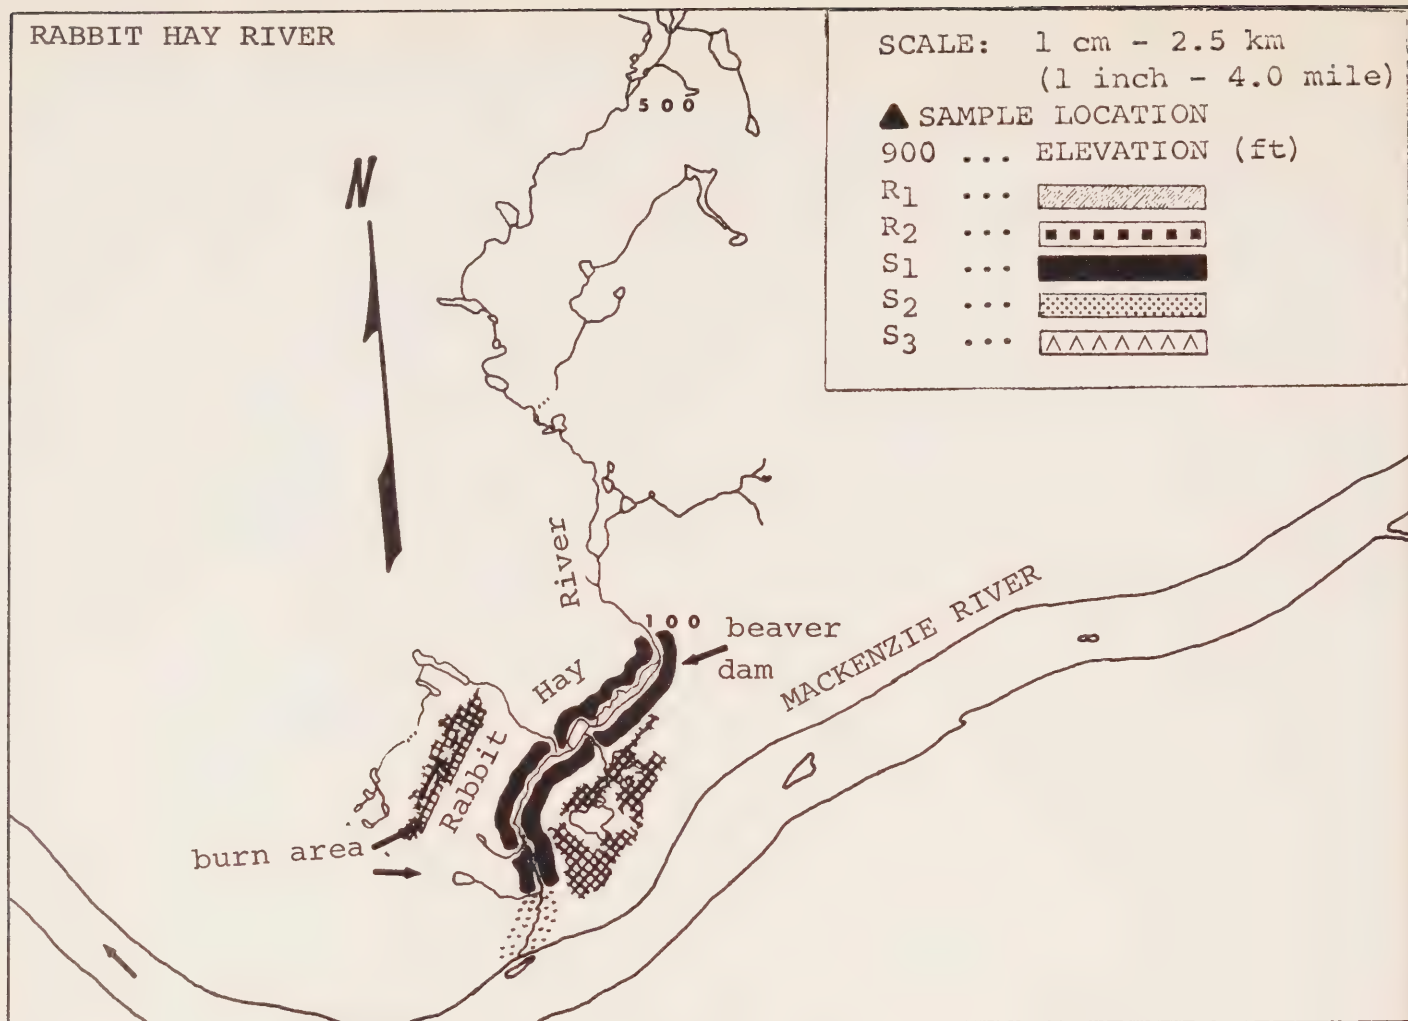 RABBIT HAY RIVER
SCALE: 1 cm - 2.5 km
(1 inch - 4.0 mile)
SAMPLE LOCATION
900 ... ELEVATION (ft)
R1 ...
R2 ...
S1 ...
S2 ...
S3 ...
500
N
River
100
beaver
dam
MACKENZIE RIVER
Hay
Rabbit
burn area